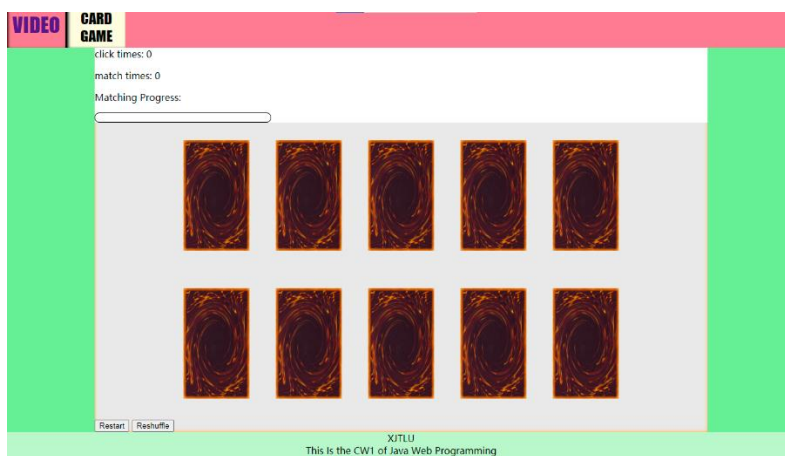 VIDEO
CARD
GAME
click times: 0
match times: 0
Matching Progress:
Restart Reshuffle
XJTLU
This Is the CW1 of Java Web Programming